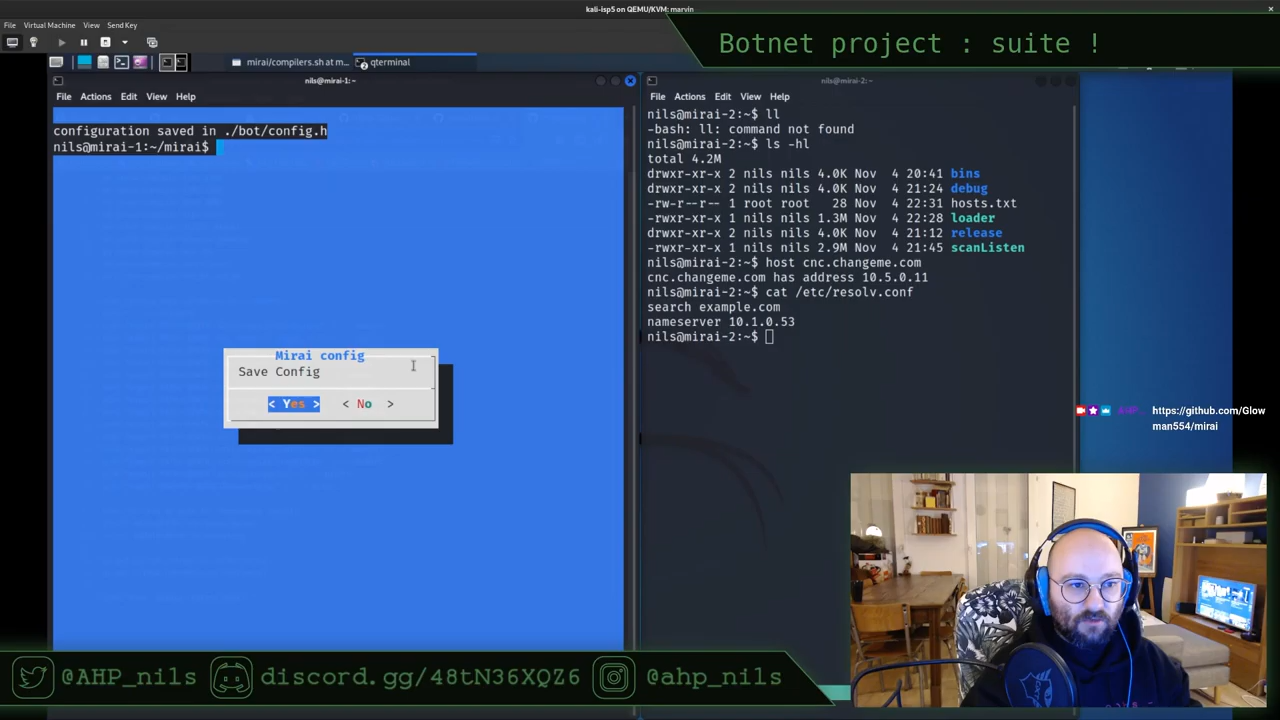 kali-isp5 on QEMU/KVM: marvin
File Virtual Machine View Send Key
Botnet project : suite !
mirai/compilers.sh at m...
qterminal
nils@mirai-1: ~
File Actions Edit View Help
configuration saved in ./bot/config.h
nils@mirai-1:~/mirai$
Mirai config
Save Config
< Yes > < No >
nils@mirai-2: ~
File Actions Edit View Help
nils@mirai-2:~$ ll
-bash: ll: command not found
nils@mirai-2:~$ ls -hl
total 4.2M
drwxr-xr-x 2 nils nils 4.0K Nov 4 20:41 bins
drwxr-xr-x 2 nils nils 4.0K Nov 4 21:24 debug
-rw-r--r-- 1 root root 28 Nov 4 22:31 hosts.txt
-rwxr-xr-x 1 nils nils 1.3M Nov 4 22:28 loader
drwxr-xr-x 2 nils nils 4.0K Nov 4 21:12 release
-rwxr-xr-x 1 nils nils 2.9M Nov 4 21:45 scanListen
nils@mirai-2:~$ host cnc.changeme.com
cnc.changeme.com has address 10.5.0.11
nils@mirai-2:~$ cat /etc/resolv.conf
search example.com
nameserver 10.1.0.53
nils@mirai-2:~$
https://github.com/Glow
man554/mirai
@AHP_nils
discord.gg/48tN36XQZ6
@ahp_nils